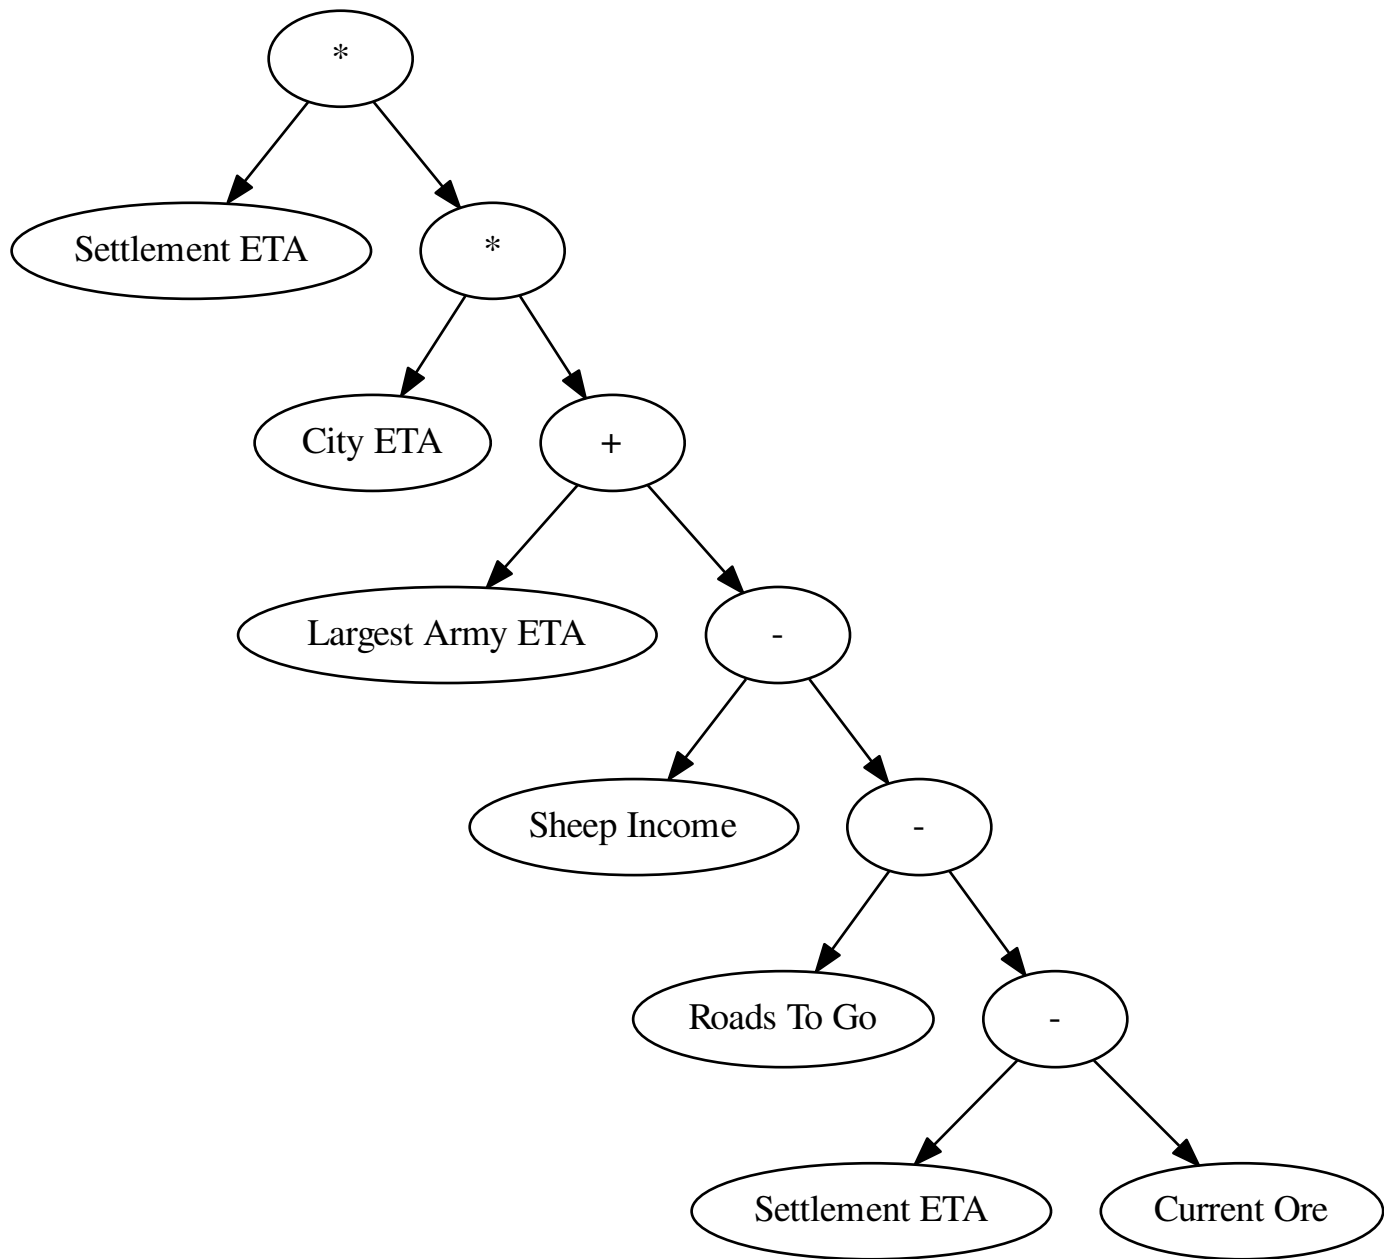 *
Settlement ETA
*
City ETA
+
Largest Army ETA
-
Sheep Income
-
Roads To Go
-
Settlement ETA
Current Ore